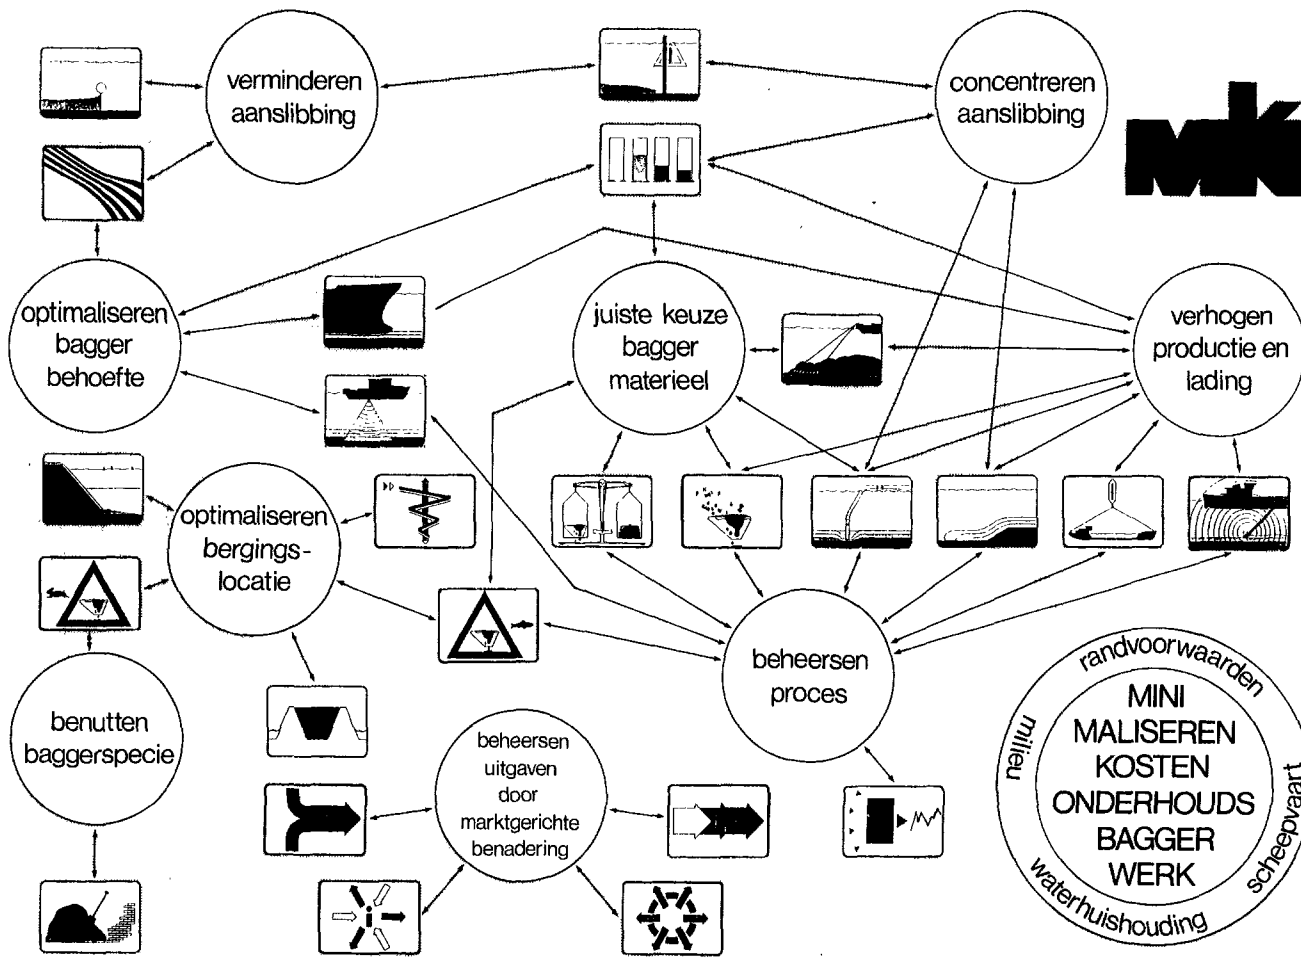 verminderen
aanslibbing
concentreren
aanslibbing
MKO
optimaliseren
bagger
behoefte
juiste keuze
bagger
materieel
verhogen
productie en
lading
optimaliseren
bergings-
locatie
beheersen
proces
benutten
baggerspecie
beheersen
uitgaven
door
marktgerichte
benadering
i
randvoorwaarden
milieu
scheepvaart
waterhuishouding
MINI
MALISEREN
KOSTEN
ONDERHOUDS
BAGGER
WERK